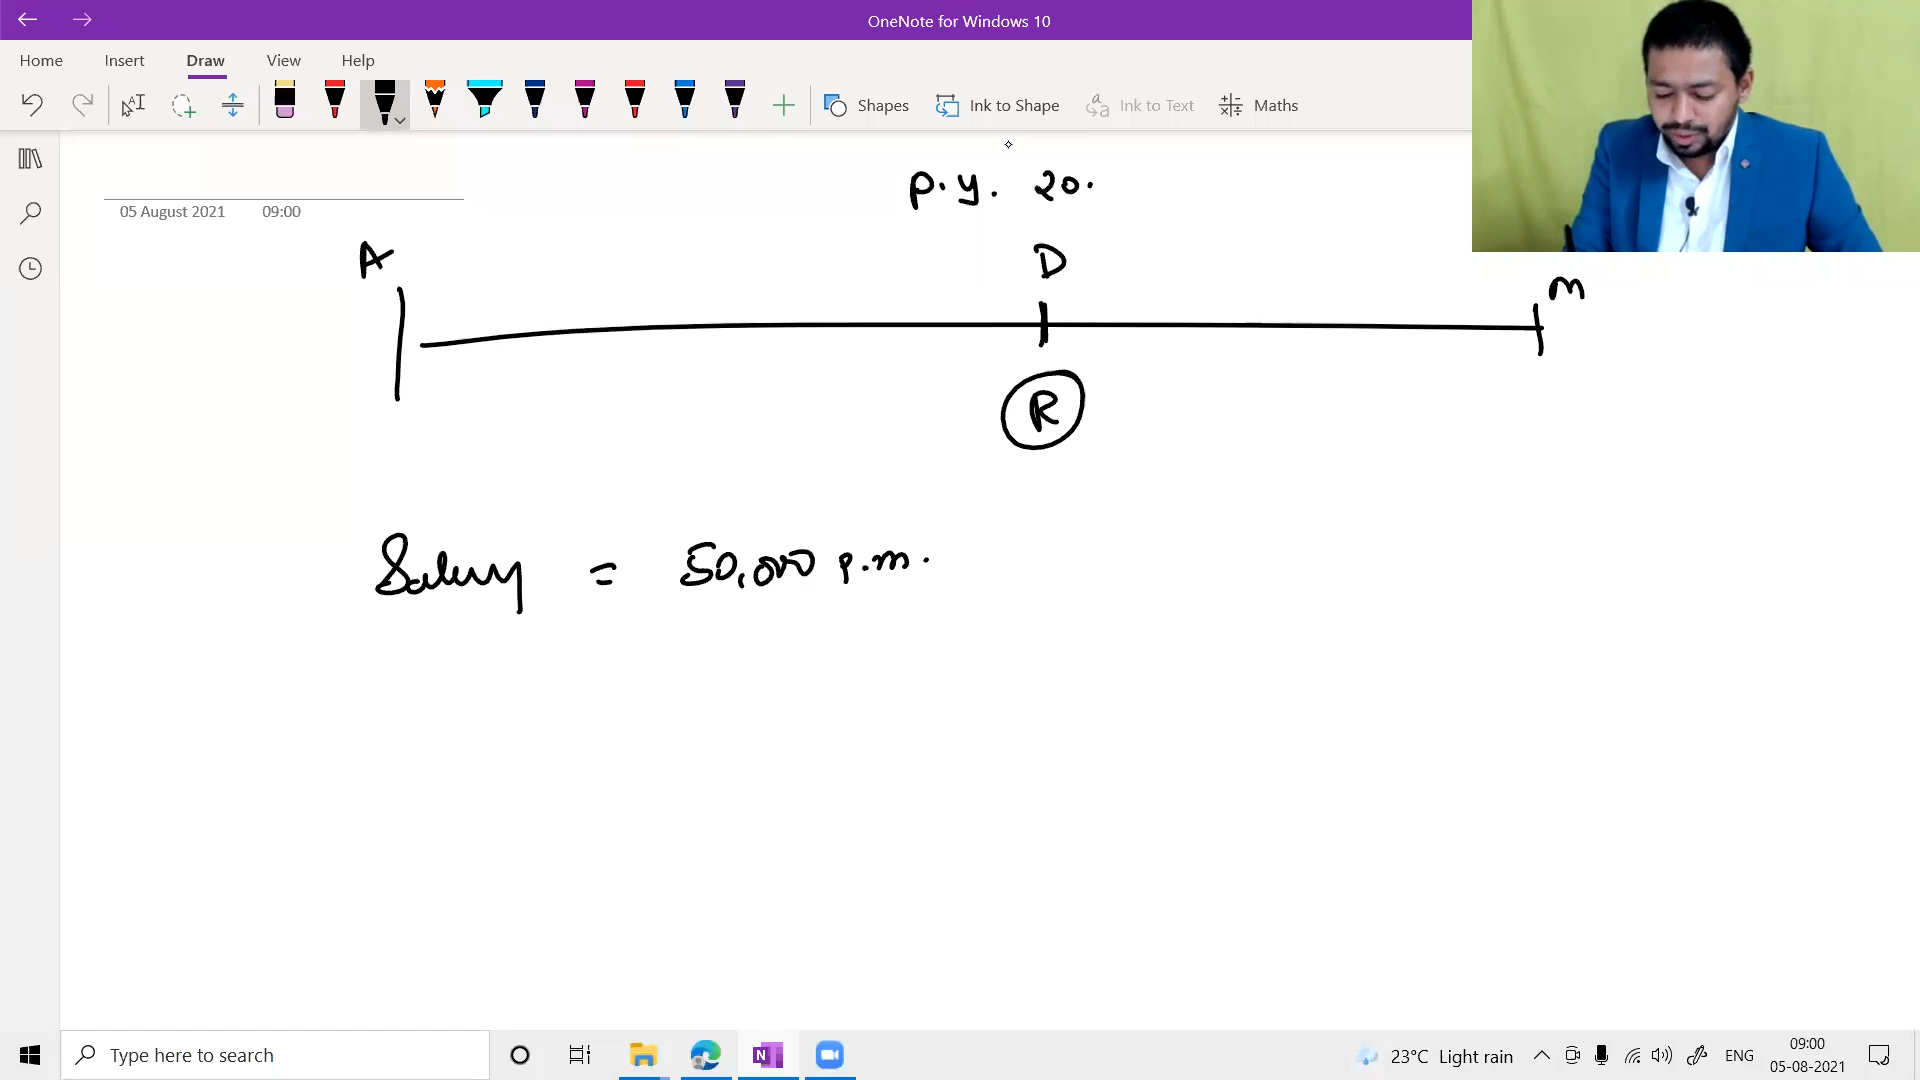 OneNote for Windows 10
Home Insert Draw View Help
Shapes Ink to Shape Ink to Text Maths
P.y. 20.
05 August 2021 09:00
A D m
R
Salary = 50,000 p.m.
Type here to search
23°C Light rain ENG 09:00
05-08-2021